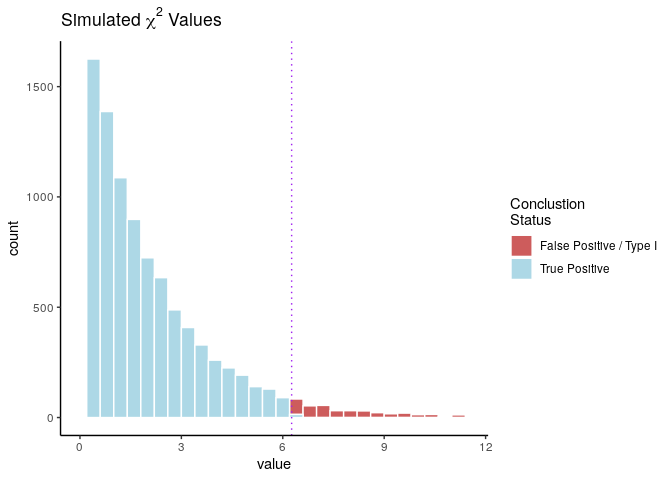 Simulated χ² Values
1500
1000
500
0
count
0 3 6 9 12
value
Conclustion
Status
False Positive / Type I
True Positive